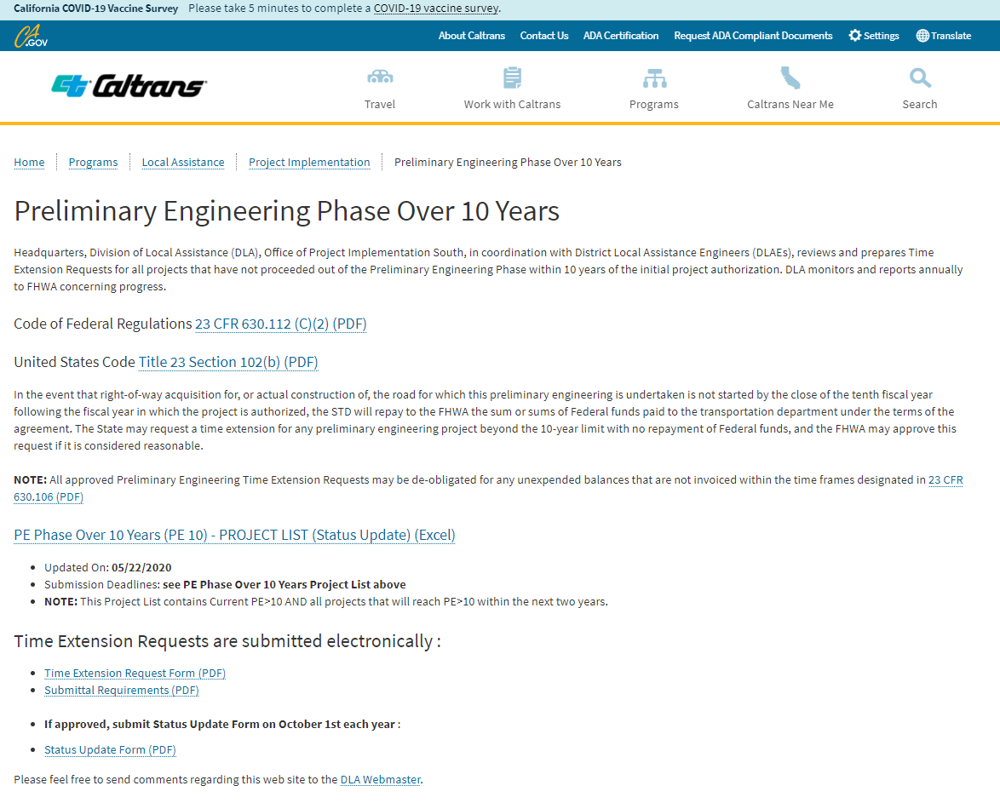 California COVID-19 Vaccine Survey Please take 5 minutes to complete a COVID-19 vaccine survey.
CA.GOV About Caltrans Contact Us ADA Certification Request ADA Compliant Documents Settings Translate
ct Caltrans
Travel Work with Caltrans Programs Caltrans Near Me Search
Home Programs Local Assistance Project Implementation Preliminary Engineering Phase Over 10 Years
Preliminary Engineering Phase Over 10 Years
Headquarters, Division of Local Assistance (DLA), Office of Project Implementation South, in coordination with District Local Assistance Engineers (DLAEs), reviews and prepares Time
Extension Requests for all projects that have not proceeded out of the Preliminary Engineering Phase within 10 years of the initial project authorization. DLA monitors and reports annually
to FHWA concerning progress.
Code of Federal Regulations 23 CFR 630.112 (C)(2) (PDF)
United States Code Title 23 Section 102(b) (PDF)
In the event that right-of-way acquisition for, or actual construction of, the road for which this preliminary engineering is undertaken is not started by the close of the tenth fiscal year
following the fiscal year in which the project is authorized, the STD will repay to the FHWA the sum or sums of Federal funds paid to the transportation department under the terms of the
agreement. The State may request a time extension for any preliminary engineering project beyond the 10-year limit with no repayment of Federal funds, and the FHWA may approve this
request if it is considered reasonable.
NOTE: All approved Preliminary Engineering Time Extension Requests may be de-obligated for any unexpended balances that are not invoiced within the time frames designated in 23 CFR
630.106 (PDF)
PE Phase Over 10 Years (PE 10) - PROJECT LIST (Status Update) (Excel)
• Updated On: 05/22/2020
• Submission Deadlines: see PE Phase Over 10 Years Project List above
• NOTE: This Project List contains Current PE>10 AND all projects that will reach PE>10 within the next two years.
Time Extension Requests are submitted electronically :
• Time Extension Request Form (PDF)
• Submittal Requirements (PDF)
• If approved, submit Status Update Form on October 1st each year :
• Status Update Form (PDF)
Please feel free to send comments regarding this web site to the DLA Webmaster.